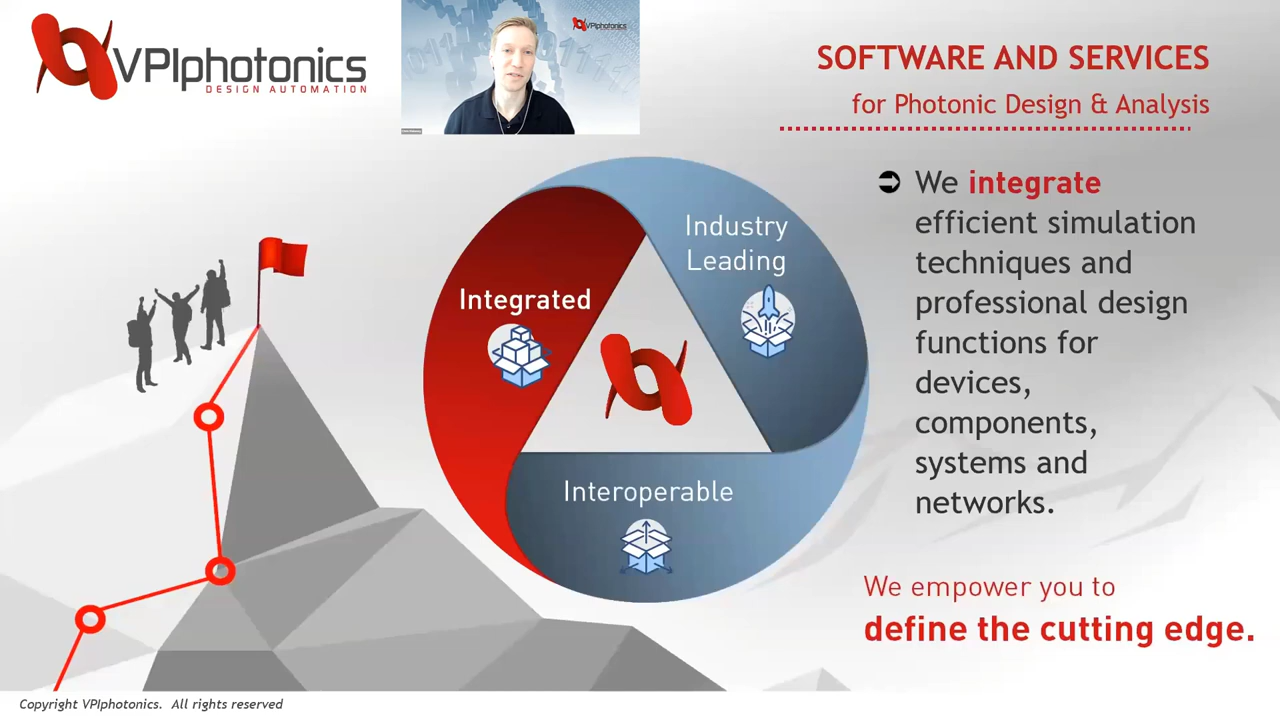 VPIphotonics
DESIGN AUTOMATION
VPIphotonics
SOFTWARE AND SERVICES
for Photonic Design & Analysis
Industry
Leading
Integrated
Interoperable
We integrate
efficient simulation
techniques and
professional design
functions for
devices,
components,
systems and
networks.
We empower you to
define the cutting edge.
Copyright VPIphotonics. All rights reserved